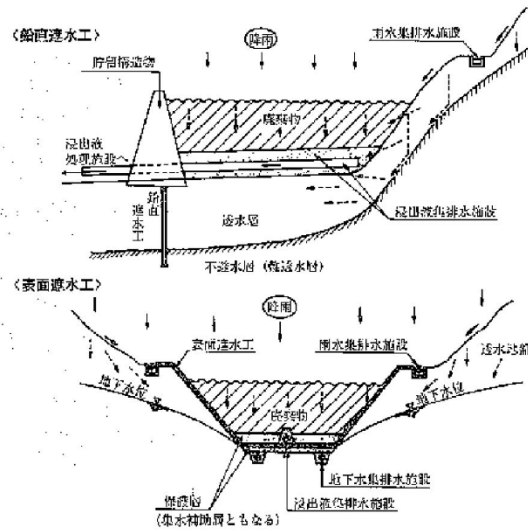 〈鉛直遮水工〉
降雨
雨水集排水施設
貯留構造物
廃棄物
浸出液
処理施設へ
鉛直
遮水工
浸出液集排水施設
透水層
不透水層(難透水層)
〈表面遮水工〉
降雨
表面遮水工
雨水集排水施設
透水地盤
地下水位
地下水位
廃棄物
地下水集排水施設
保護層
浸出液集排水施設
(集水補助層ともなる)